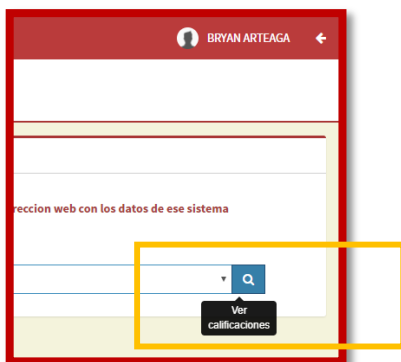 BRYAN ARTEAGA
reccion web con los datos de ese sistema
Ver
calificaciones